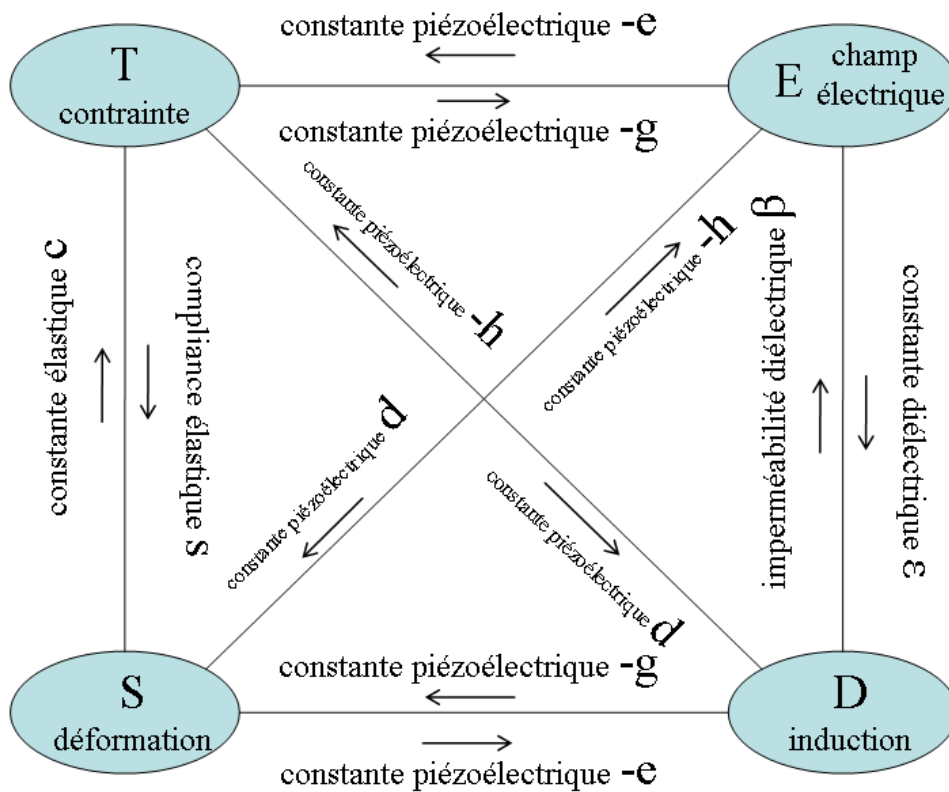 constante piézoélectrique -e
T
contrainte
E champ
électrique
constante piézoélectrique -g
constante piézoélectrique -h
constante piézoélectrique -h
constante élastique c
compliance élastique s
imperméabilité diélectrique β
constante diélectrique ε
constante piézoélectrique d
constante piézoélectrique d
constante piézoélectrique -g
S
déformation
D
induction
constante piézoélectrique -e